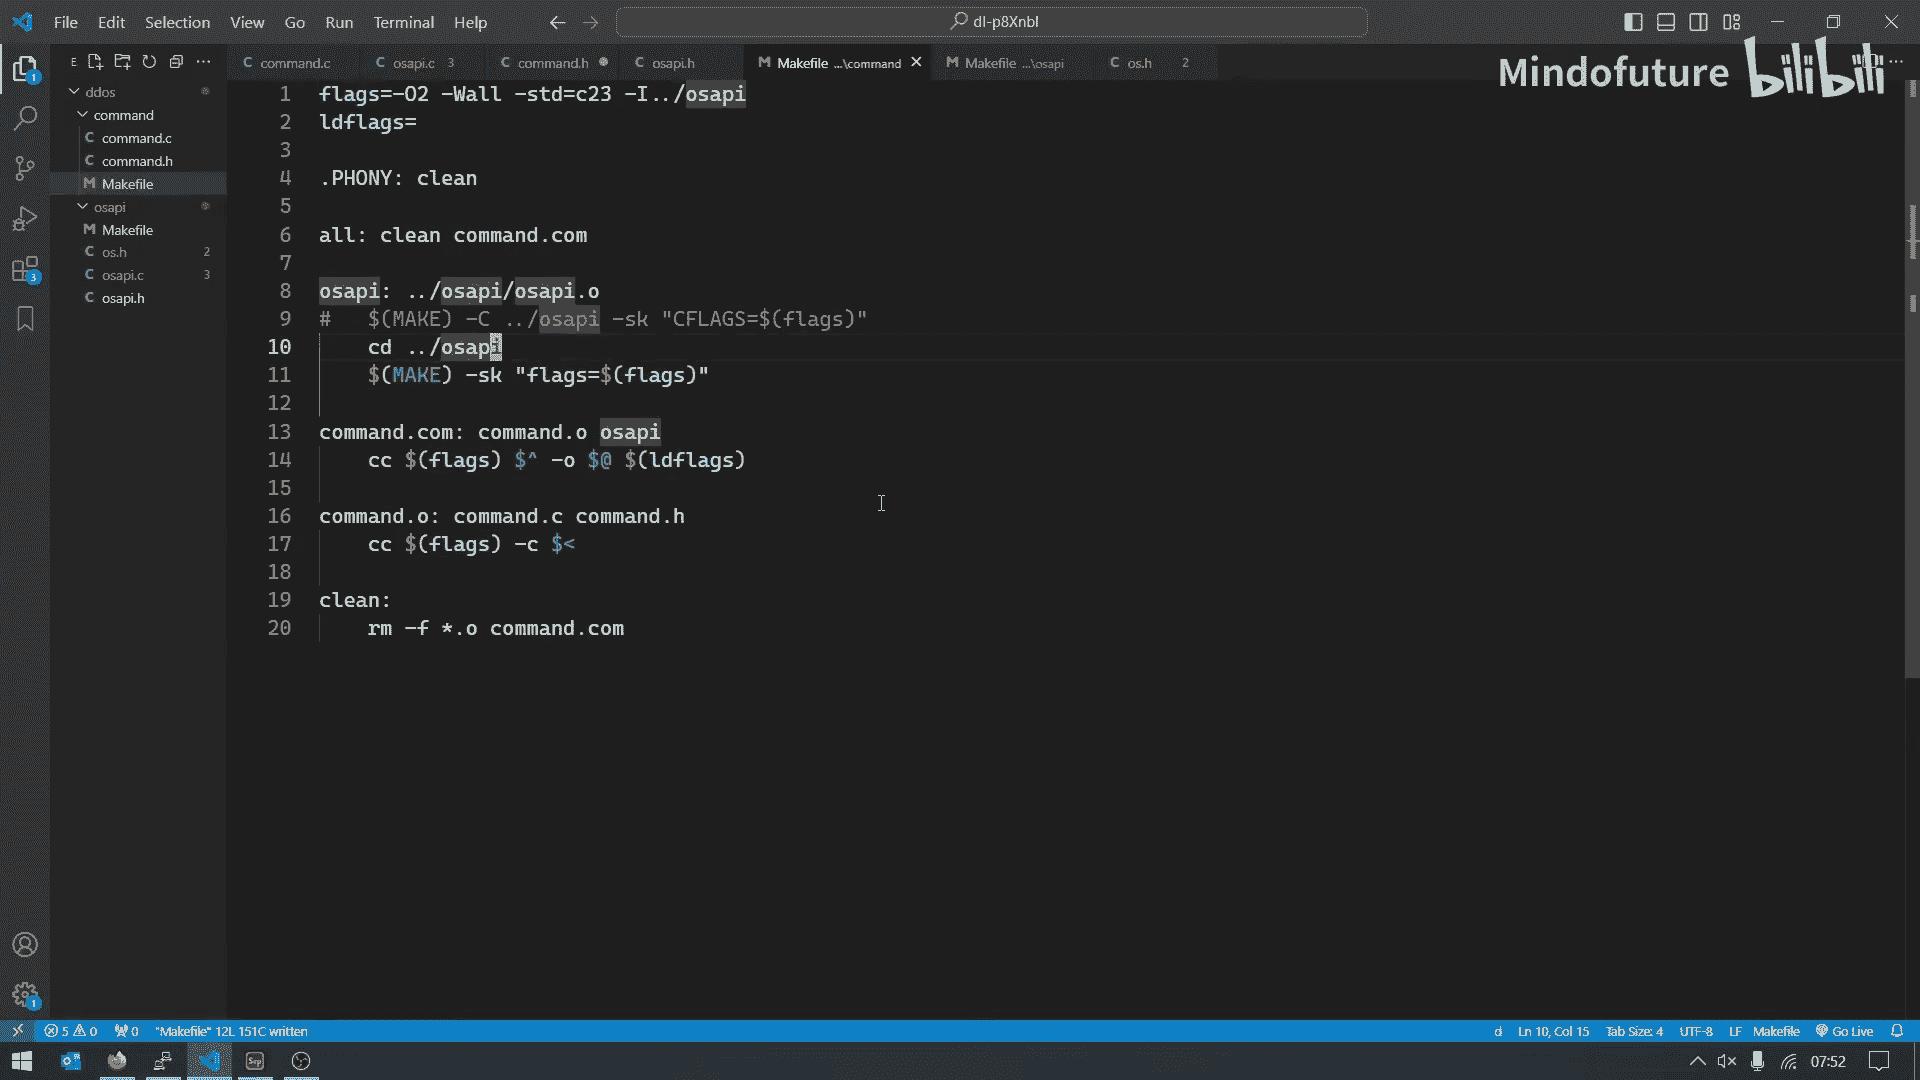 File Edit Selection View Go Run Terminal Help
dl-p8Xnbl
Mindofuture bilibili
E
command.c
osapi.c 3
command.h
osapi.h
Makefile ...\command
Makefile ...\osapi
os.h 2
ddos
command
command.c
command.h
Makefile
osapi
Makefile
os.h 2
osapi.c 3
osapi.h
1 flags=-O2 -Wall -std=c23 -I../osapi
2 ldflags=
3
4 .PHONY: clean
5
6 all: clean command.com
7
8 osapi: ../osapi/osapi.o
9 #   $(MAKE) -C ../osapi -sk "CFLAGS=$(flags)"
10     cd ../osapi
11     $(MAKE) -sk "flags=$(flags)"
12
13 command.com: command.o osapi
14     cc $(flags) $^ -o $@ $(ldflags)
15
16 command.o: command.c command.h
17     cc $(flags) -c $<
18
19 clean:
20     rm -f *.o command.com
1
3
1
5 0 0 "Makefile" 12L 151C written
d Ln 10, Col 15 Tab Size: 4 UTF-8 LF Makefile Go Live
07:52